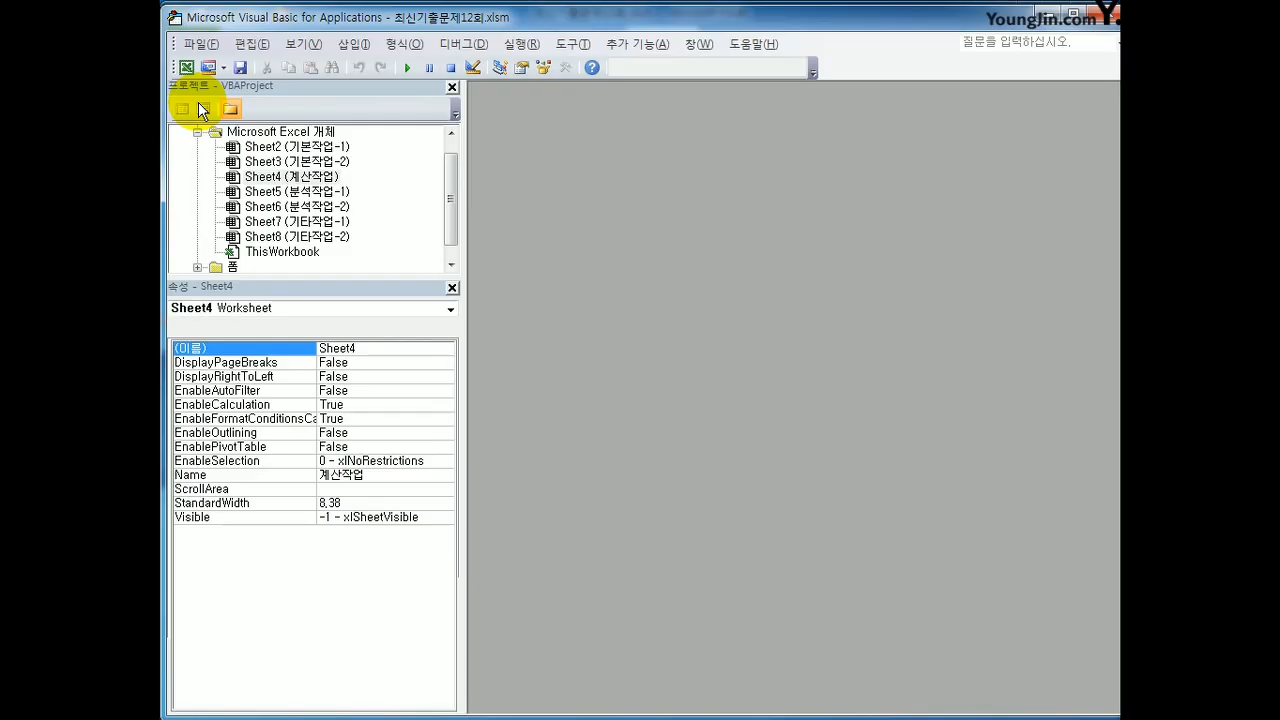 Microsoft Visual Basic for Applications - 최신기출문제12회.xlsm
YoungJin.com Y.
파일(F) 편집(E) 보기(V) 삽입(I) 형식(O) 디버그(D) 실행(R) 도구(T) 추가 기능(A) 창(W) 도움말(H) 질문을 입력하십시오.
프로젝트 - VBAProject
Microsoft Excel 개체
Sheet2 (기본작업-1)
Sheet3 (기본작업-2)
Sheet4 (계산작업)
Sheet5 (분석작업-1)
Sheet6 (분석작업-2)
Sheet7 (기타작업-1)
Sheet8 (기타작업-2)
ThisWorkbook
폼
속성 - Sheet4
Sheet4 Worksheet
(이름) Sheet4
DisplayPageBreaks False
DisplayRightToLeft False
EnableAutoFilter False
EnableCalculation True
EnableFormatConditionsCa True
EnableOutlining False
EnablePivotTable False
EnableSelection 0 - xlNoRestrictions
Name 계산작업
ScrollArea
StandardWidth 8,38
Visible -1 - xlSheetVisible